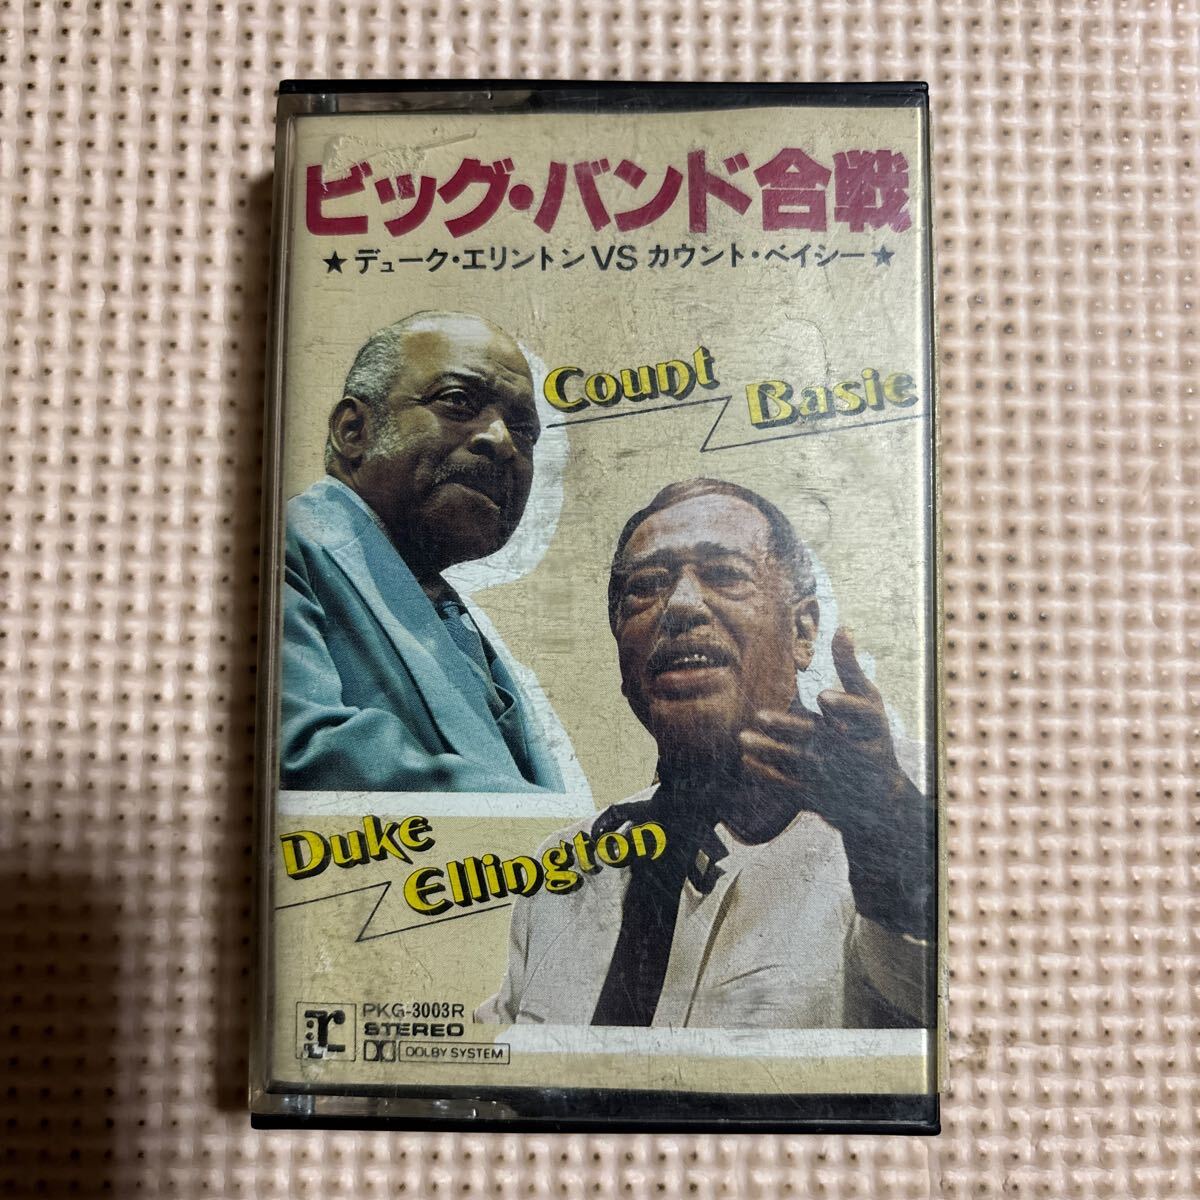 ビッグ・バンド合戦
★デューク・エリントンVSカウント・ベイシー★
Count
Basie
Duke
Ellington
r
PKG-3003R
STEREO
DOLBY SYSTEM